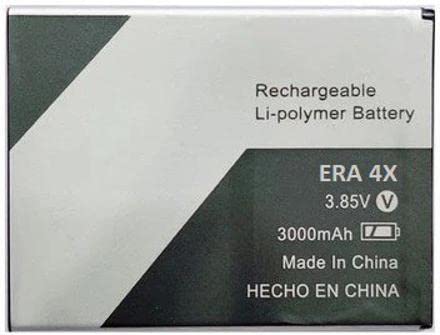 Rechargeable
Li-polymer Battery
ERA 4X
3.85V V
3000mAh
Made In China
HECHO EN CHINA